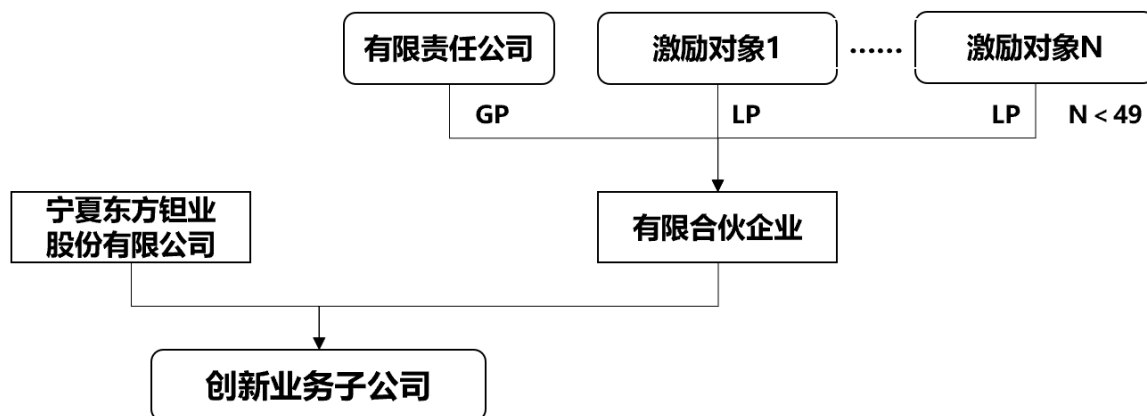 有限责任公司
激励对象1
……
激励对象N
GP
LP
LP
N < 49
宁夏东方钽业
股份有限公司
有限合伙企业
创新业务子公司